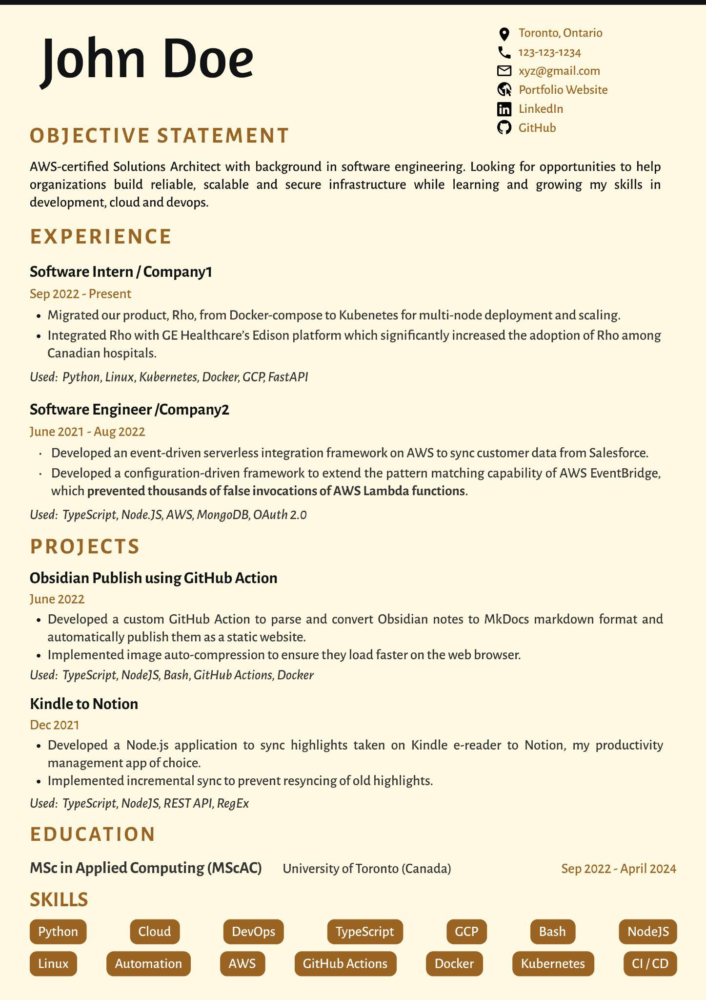 John Doe
Toronto, Ontario
123-123-1234
xyz@gmail.com
Portfolio Website
LinkedIn
GitHub
OBJECTIVE STATEMENT
AWS-certified Solutions Architect with background in software engineering. Looking for opportunities to help
organizations build reliable, scalable and secure infrastructure while learning and growing my skills in
development, cloud and devops.
EXPERIENCE
Software Intern / Company1
Sep 2022 - Present
• Migrated our product, Rho, from Docker-compose to Kubenetes for multi-node deployment and scaling.
• Integrated Rho with GE Healthcare’s Edison platform which significantly increased the adoption of Rho among
Canadian hospitals.
Used: Python, Linux, Kubernetes, Docker, GCP, FastAPI
Software Engineer /Company2
June 2021 - Aug 2022
· Developed an event-driven serverless integration framework on AWS to sync customer data from Salesforce.
· Developed a configuration-driven framework to extend the pattern matching capability of AWS EventBridge,
which prevented thousands of false invocations of AWS Lambda functions.
Used: TypeScript, Node.JS, AWS, MongoDB, OAuth 2.0
PROJECTS
Obsidian Publish using GitHub Action
June 2022
• Developed a custom GitHub Action to parse and convert Obsidian notes to MkDocs markdown format and
automatically publish them as a static website.
• Implemented image auto-compression to ensure they load faster on the web browser.
Used: TypeScript, NodeJS, Bash, GitHub Actions, Docker
Kindle to Notion
Dec 2021
• Developed a Node.js application to sync highlights taken on Kindle e-reader to Notion, my productivity
management app of choice.
• Implemented incremental sync to prevent resyncing of old highlights.
Used: TypeScript, NodeJS, REST API, RegEx
EDUCATION
MSc in Applied Computing (MScAC) University of Toronto (Canada) Sep 2022 - April 2024
SKILLS
Python Cloud DevOps TypeScript GCP Bash NodeJS
Linux Automation AWS GitHub Actions Docker Kubernetes CI / CD